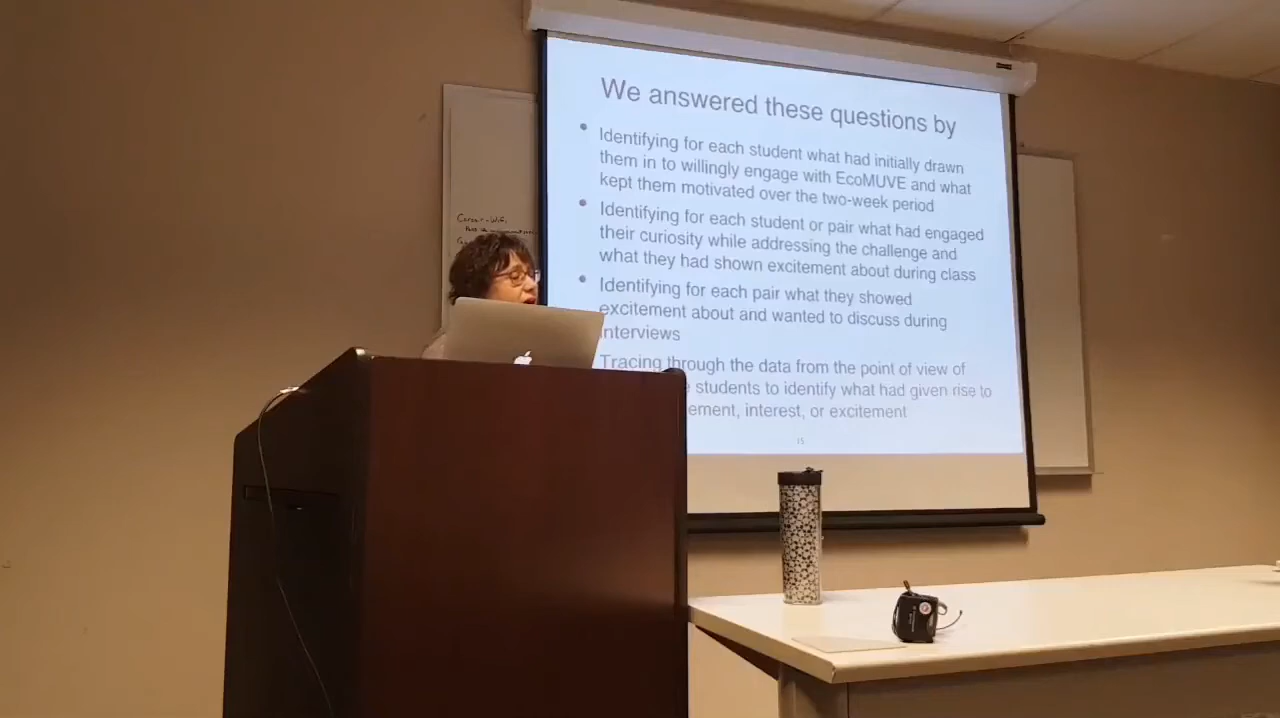 We answered these questions by
• Identifying for each student what had initially drawn
them in to willingly engage with EcoMUVE and what
kept them motivated over the two-week period
• Identifying for each student or pair what had engaged
their curiosity while addressing the challenge and
what they had shown excitement about during class
• Identifying for each pair what they showed
excitement about and wanted to discuss during
interviews
Tracing through the data from the point of view of
students to identify what had given rise to
ement, interest, or excitement
15